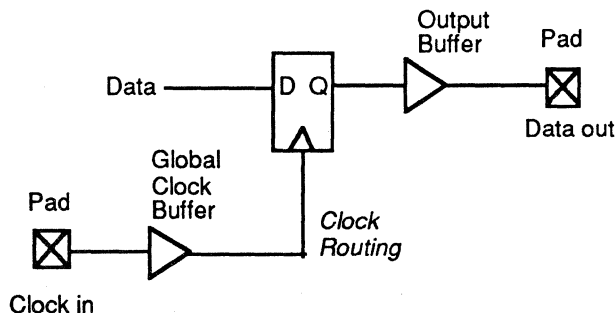 Output
Buffer
Pad
Data
D Q
Data out
Global
Clock
Buffer
Pad
Clock
Routing
Clock in